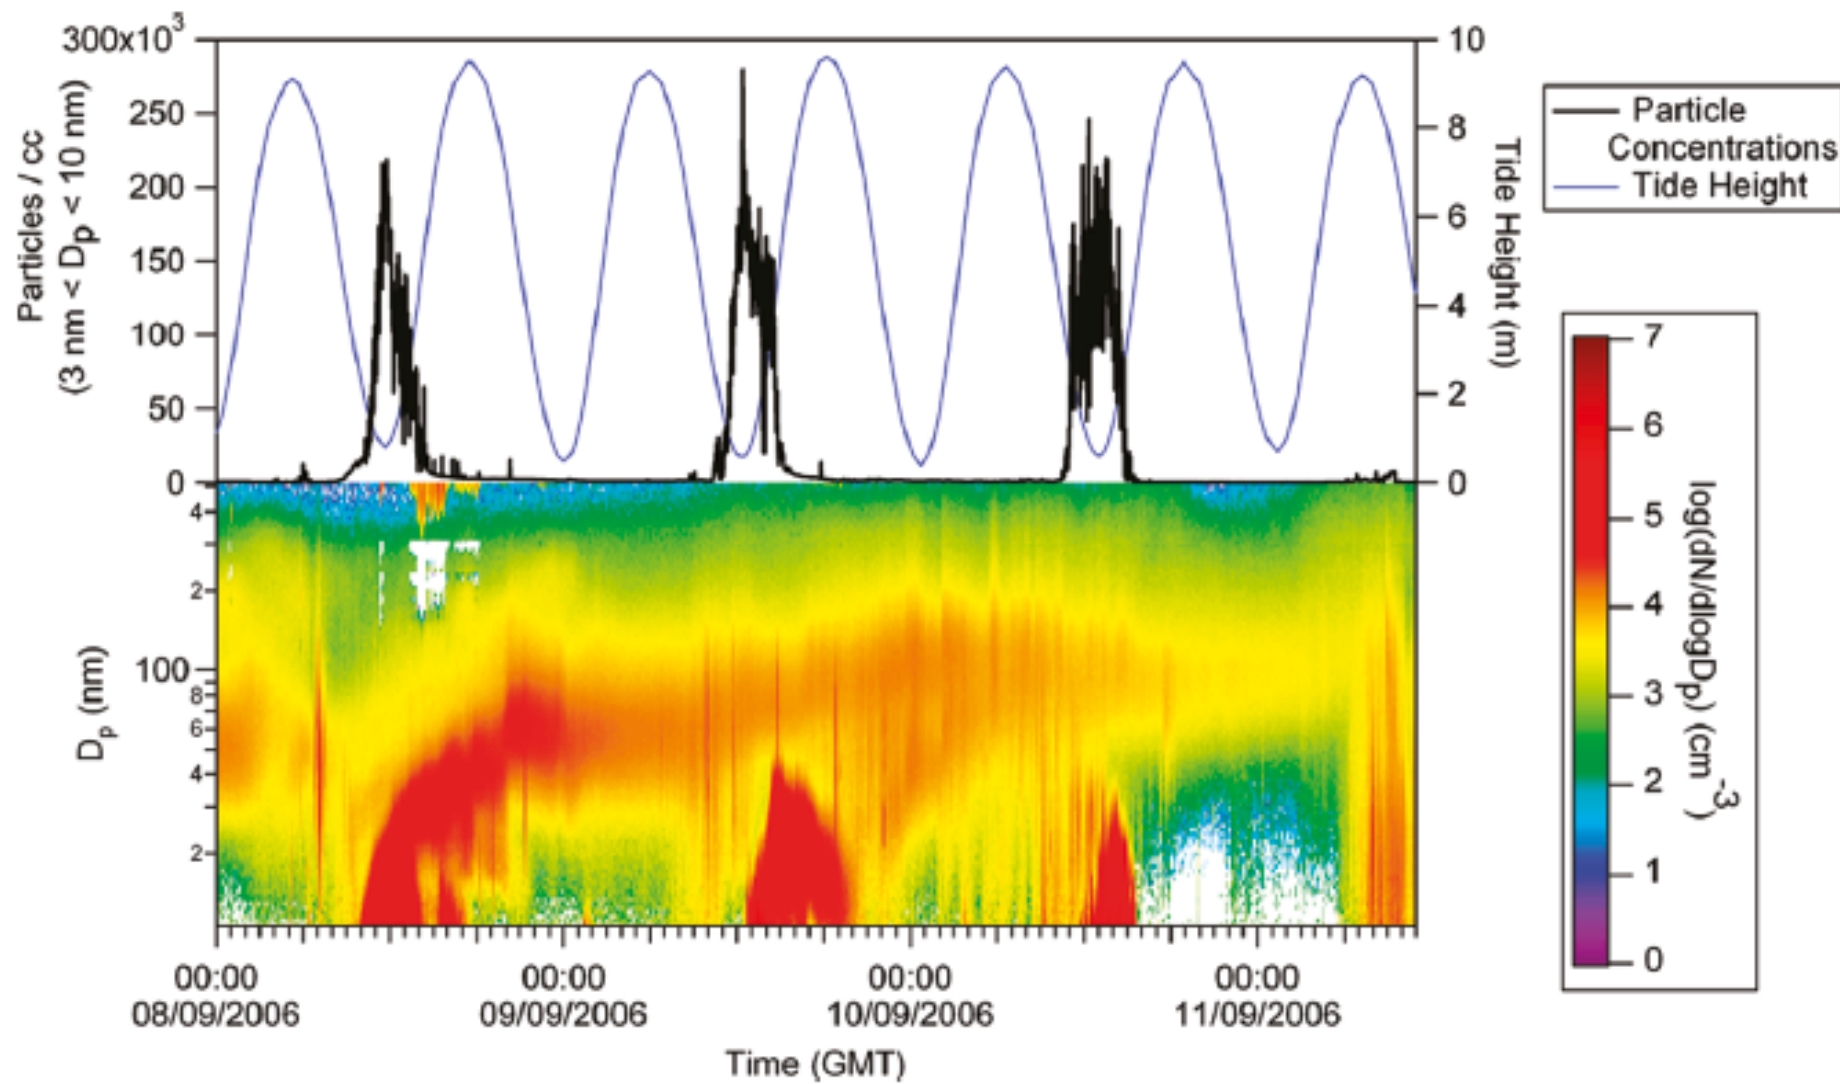 300x10³
250
200
150
100
50
0
Particles / cc
(3 nm < Dp < 10 nm)
10
8
6
4
2
0
Tide Height (m)
Particle
Concentrations
Tide Height
4
2
100
8
6
4
2
Dp (nm)
7
6
5
4
3
2
1
0
log(dN/dlogDp) (cm⁻³)
00:00 00:00 00:00 00:00
08/09/2006 09/09/2006 10/09/2006 11/09/2006
Time (GMT)